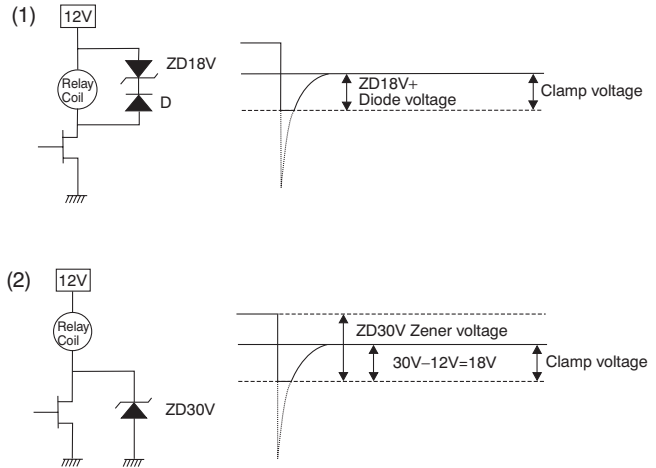 (1)
12V
ZD18V
Relay
Coil
D
ZD18V+
Diode voltage
Clamp voltage
(2)
12V
Relay
Coil
ZD30V
ZD30V Zener voltage
30V–12V=18V
Clamp voltage